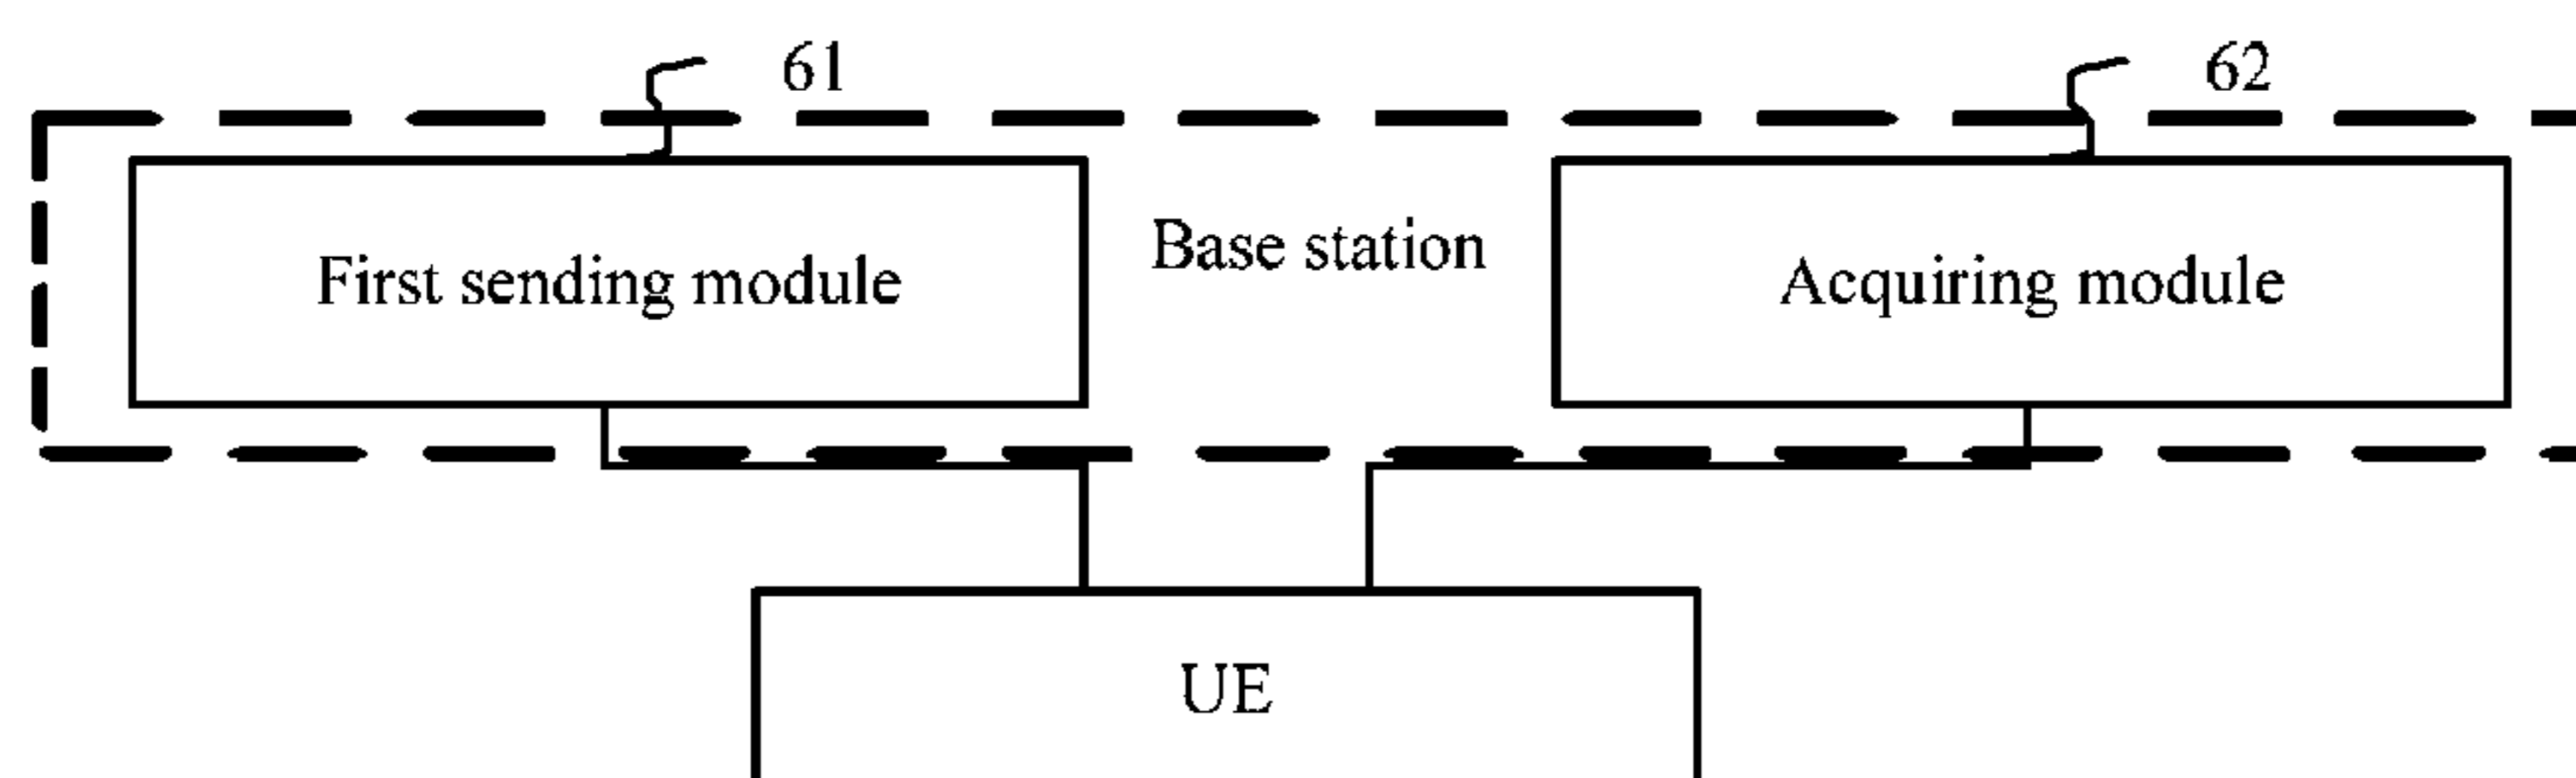 61
62
First sending module
Base station
Acquiring module
UE